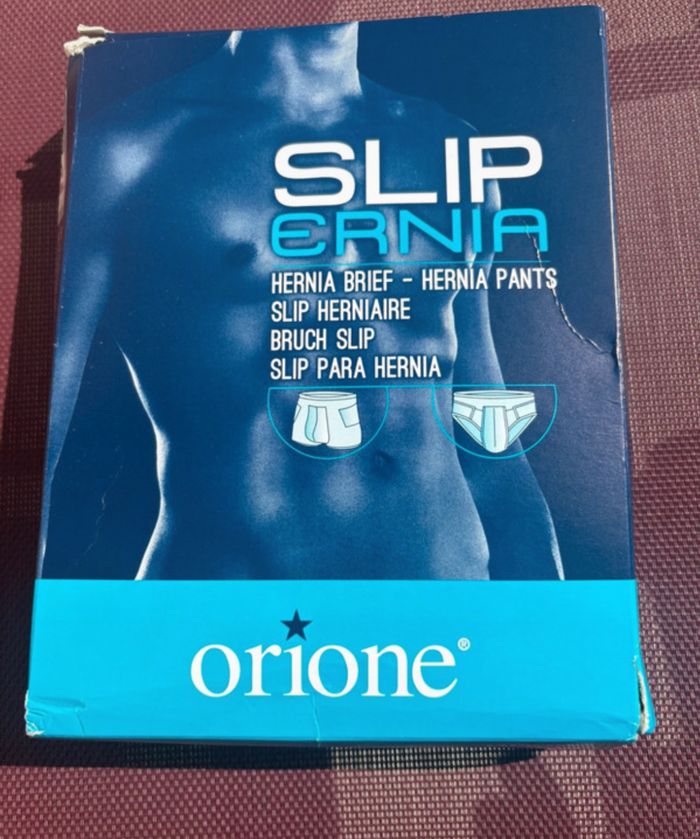 SLIP
ERNIA
HERNIA BRIEF - HERNIA PANTS
SLIP HERNIAIRE
BRUCH SLIP
SLIP PARA HERNIA
orione®